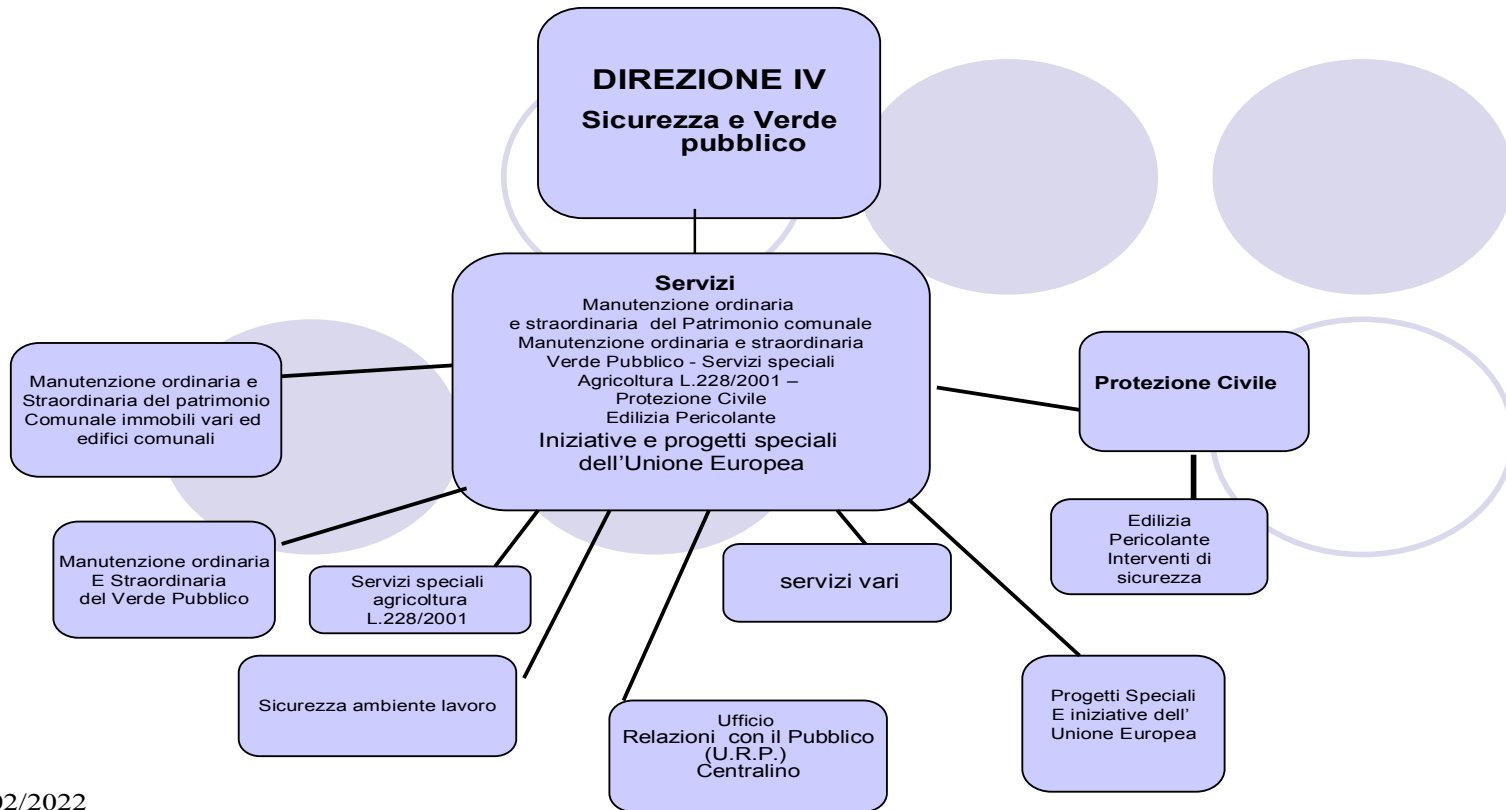 DIREZIONE IV
Sicurezza e Verde
pubblico
Servizi
Manutenzione ordinaria
e straordinaria del Patrimonio comunale
Manutenzione ordinaria e straordinaria
Verde Pubblico - Servizi speciali
Agricoltura L.228/2001 –
Protezione Civile
Edilizia Pericolante
Iniziative e progetti speciali
dell’Unione Europea
Manutenzione ordinaria e
Straordinaria del patrimonio
Comunale immobili vari ed
edifici comunali
Protezione Civile
Manutenzione ordinaria
E Straordinaria
del Verde Pubblico
Servizi speciali
agricoltura
L.228/2001
servizi vari
Edilizia
Pericolante
Interventi di
sicurezza
Sicurezza ambiente lavoro
Ufficio
Relazioni con il Pubblico
(U.R.P.)
Centralino
Progetti Speciali
E iniziative dell’
Unione Europea
02/2022